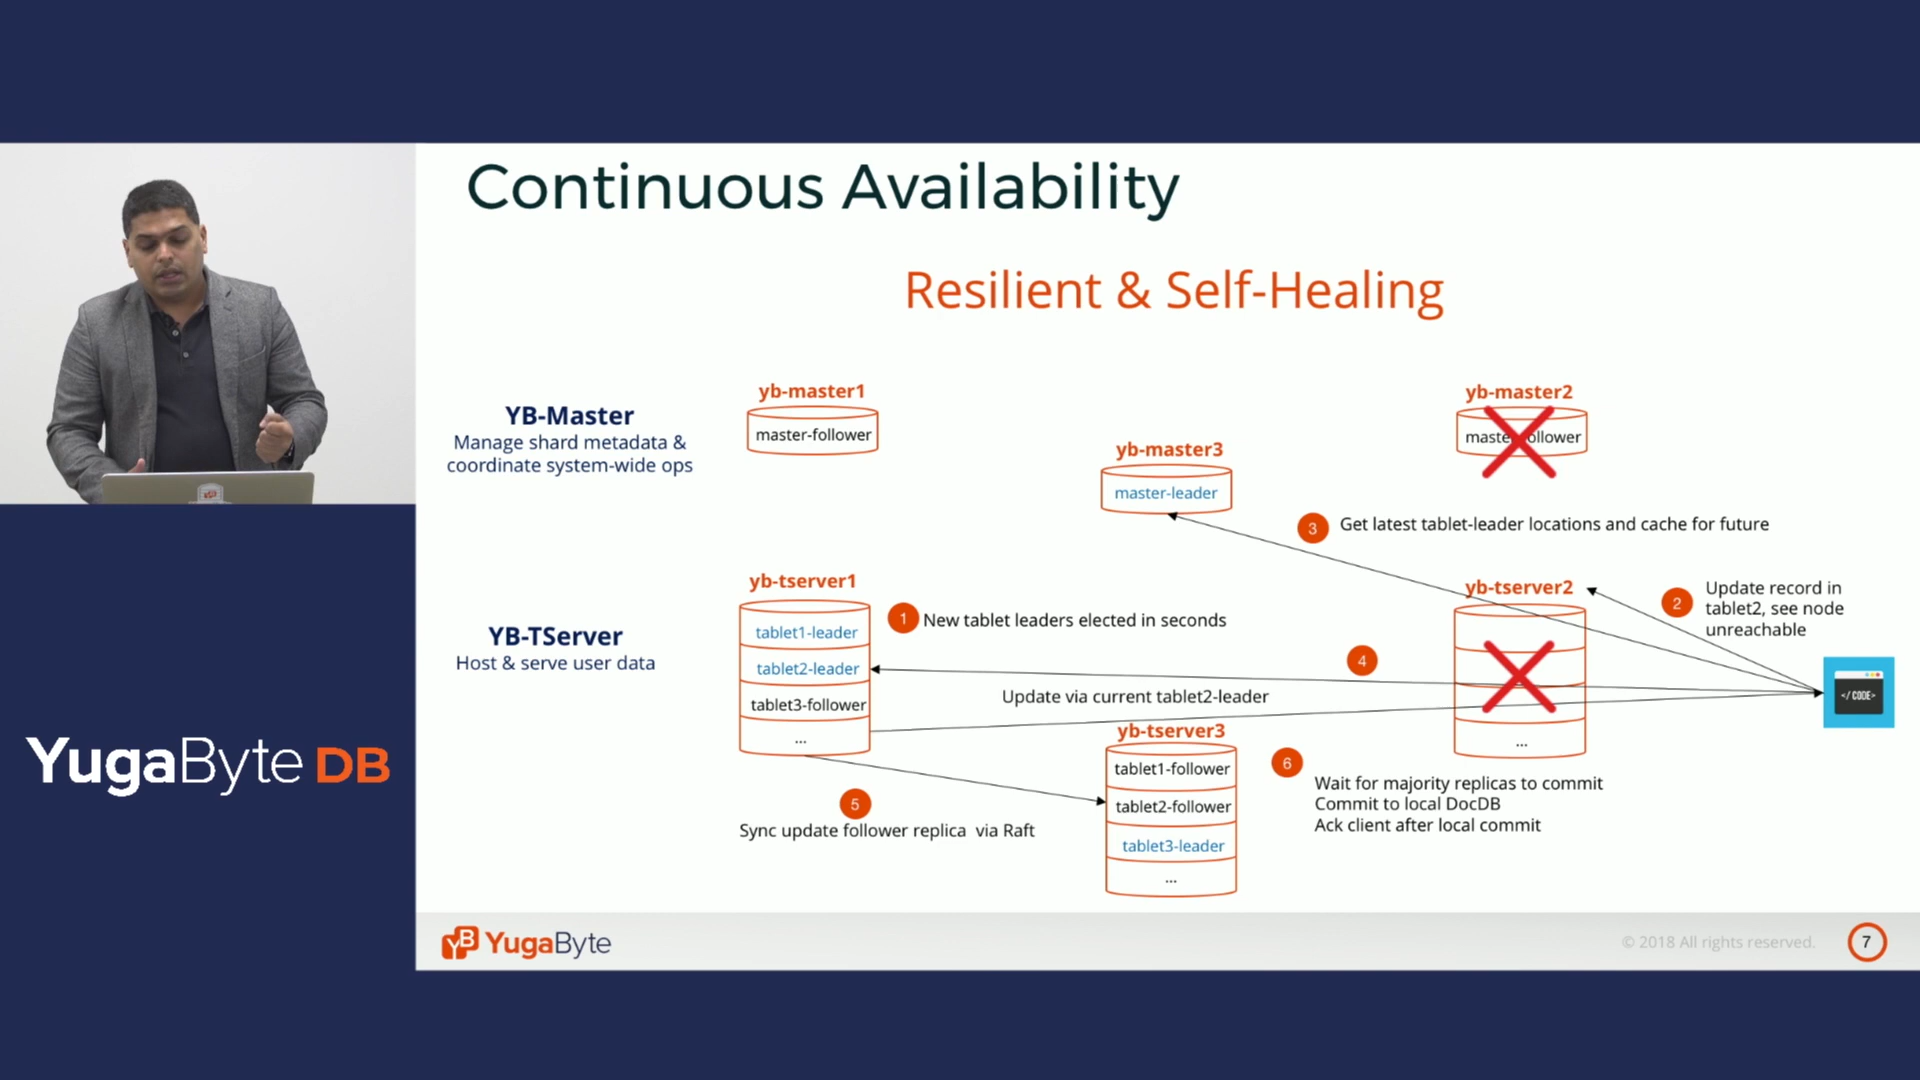 Continuous Availability
Resilient & Self-Healing
YB-Master
Manage shard metadata &
coordinate system-wide ops
yb-master1
master-follower
yb-master3
master-leader
yb-master2
3
Get latest tablet-leader locations and cache for future
YB-TServer
Host & serve user data
yb-tserver1
tablet1-leader
tablet2-leader
tablet3-follower
...
1
New tablet leaders elected in seconds
yb-tserver2
...
2
Update record in
tablet2, see node
unreachable
4
Update via current tablet2-leader
</CODE>
yb-tserver3
tablet1-follower
tablet2-follower
tablet3-leader
...
5
Sync update follower replica via Raft
6
Wait for majority replicas to commit
Commit to local DocDB
Ack client after local commit
YugaByte DB
YB YugaByte
© 2018 All rights reserved.
7